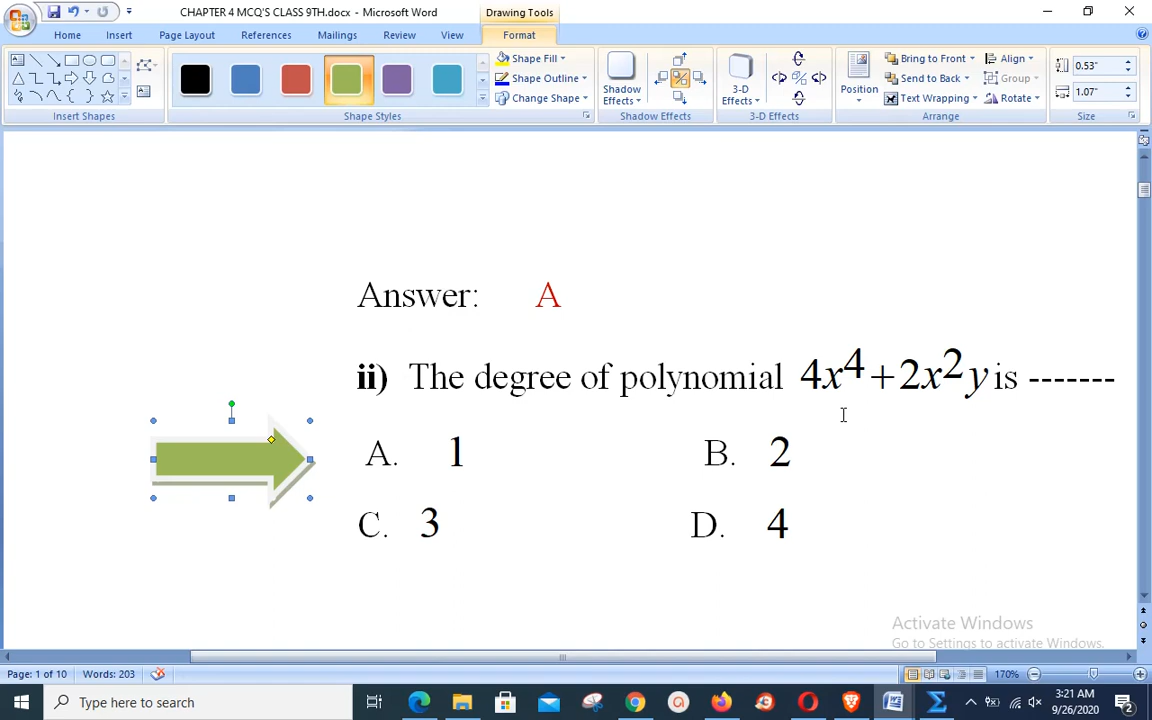 CHAPTER 4 MCQ'S CLASS 9TH.docx - Microsoft Word
Drawing Tools
Home Insert Page Layout References Mailings Review View Format
Shape Fill
Shape Outline
Change Shape
Shadow Effects
3-D Effects
Position
Bring to Front
Send to Back
Text Wrapping
Align
Group
Rotate
0.53"
1.07"
Insert Shapes Shape Styles Shadow Effects 3-D Effects Arrange Size
Answer: A
ii) The degree of polynomial 4x⁴+2x²y is -------
A. 1 B. 2
C. 3 D. 4
Activate Windows
Go to Settings to activate Windows.
Page: 1 of 10 Words: 203 170%
Type here to search
3:21 AM
9/26/2020
2